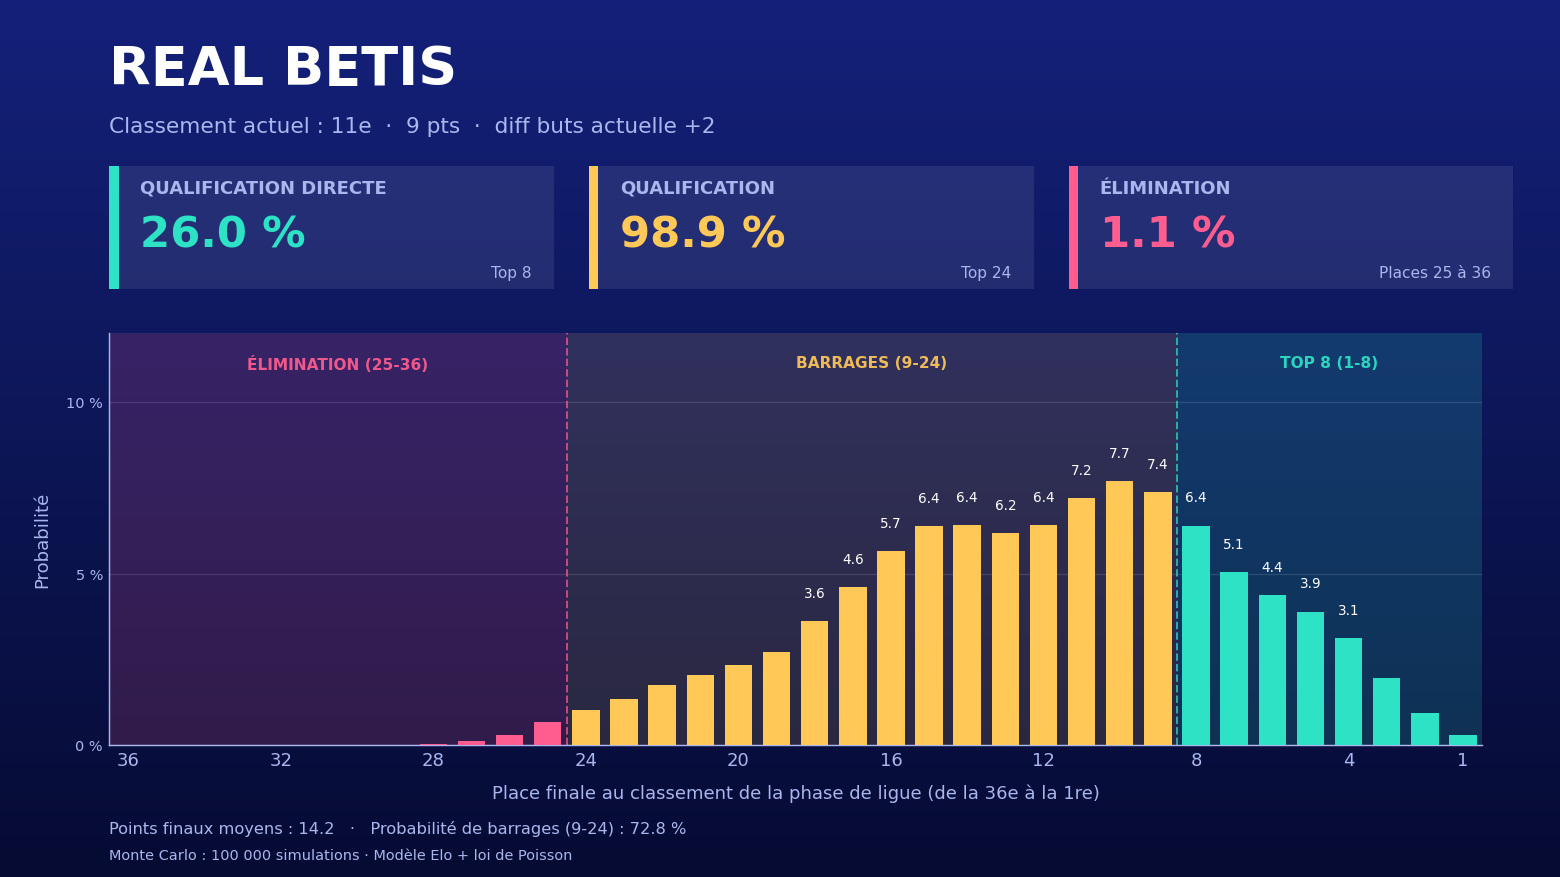 REAL BETIS
Classement actuel : 11e · 9 pts · diff buts actuelle +2
QUALIFICATION DIRECTE
26.0 %
Top 8
QUALIFICATION
98.9 %
Top 24
ÉLIMINATION
1.1 %
Places 25 à 36
ÉLIMINATION (25-36)
BARRAGES (9-24)
TOP 8 (1-8)
Probabilité
10 %
5 %
0 %
3.6
4.6
5.7
6.4
6.4
6.2
6.4
7.2
7.7
7.4
6.4
5.1
4.4
3.9
3.1
36 32 28 24 20 16 12 8 4 1
Place finale au classement de la phase de ligue (de la 36e à la 1re)
Points finaux moyens : 14.2 · Probabilité de barrages (9-24) : 72.8 %
Monte Carlo : 100 000 simulations · Modèle Elo + loi de Poisson